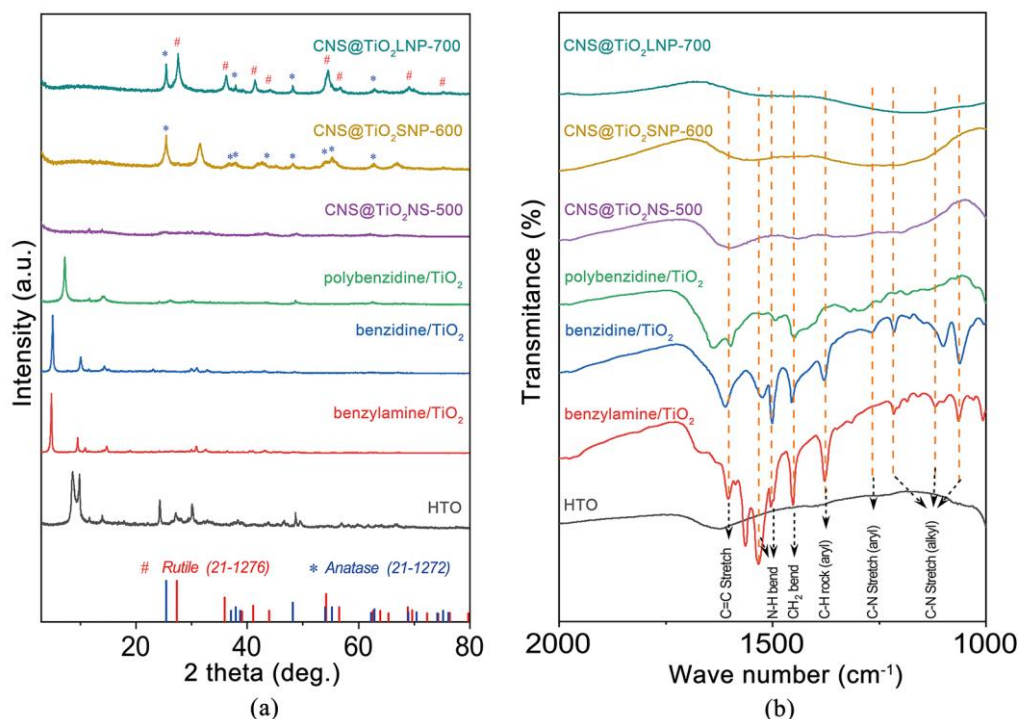 Intensity (a.u.)
CNS@TiO₂LNP-700
CNS@TiO₂SNP-600
CNS@TiO₂NS-500
polybenzidine/TiO₂
benzidine/TiO₂
benzylamine/TiO₂
HTO
# # # # # # # # #
* * * *
* * * * * * * *
# Rutile (21-1276)
* Anatase (21-1272)
20 40 60 80
2 theta (deg.)
(a)
Transmitance (%)
CNS@TiO₂LNP-700
CNS@TiO₂SNP-600
CNS@TiO₂NS-500
polybenzidine/TiO₂
benzidine/TiO₂
benzylamine/TiO₂
HTO
C=C Stretch
N-H bend
CH₂ bend
C-H rock (aryl)
C-N Stretch (aryl)
C-N Stretch (alkyl)
2000 1500 1000
Wave number (cm⁻¹)
(b)